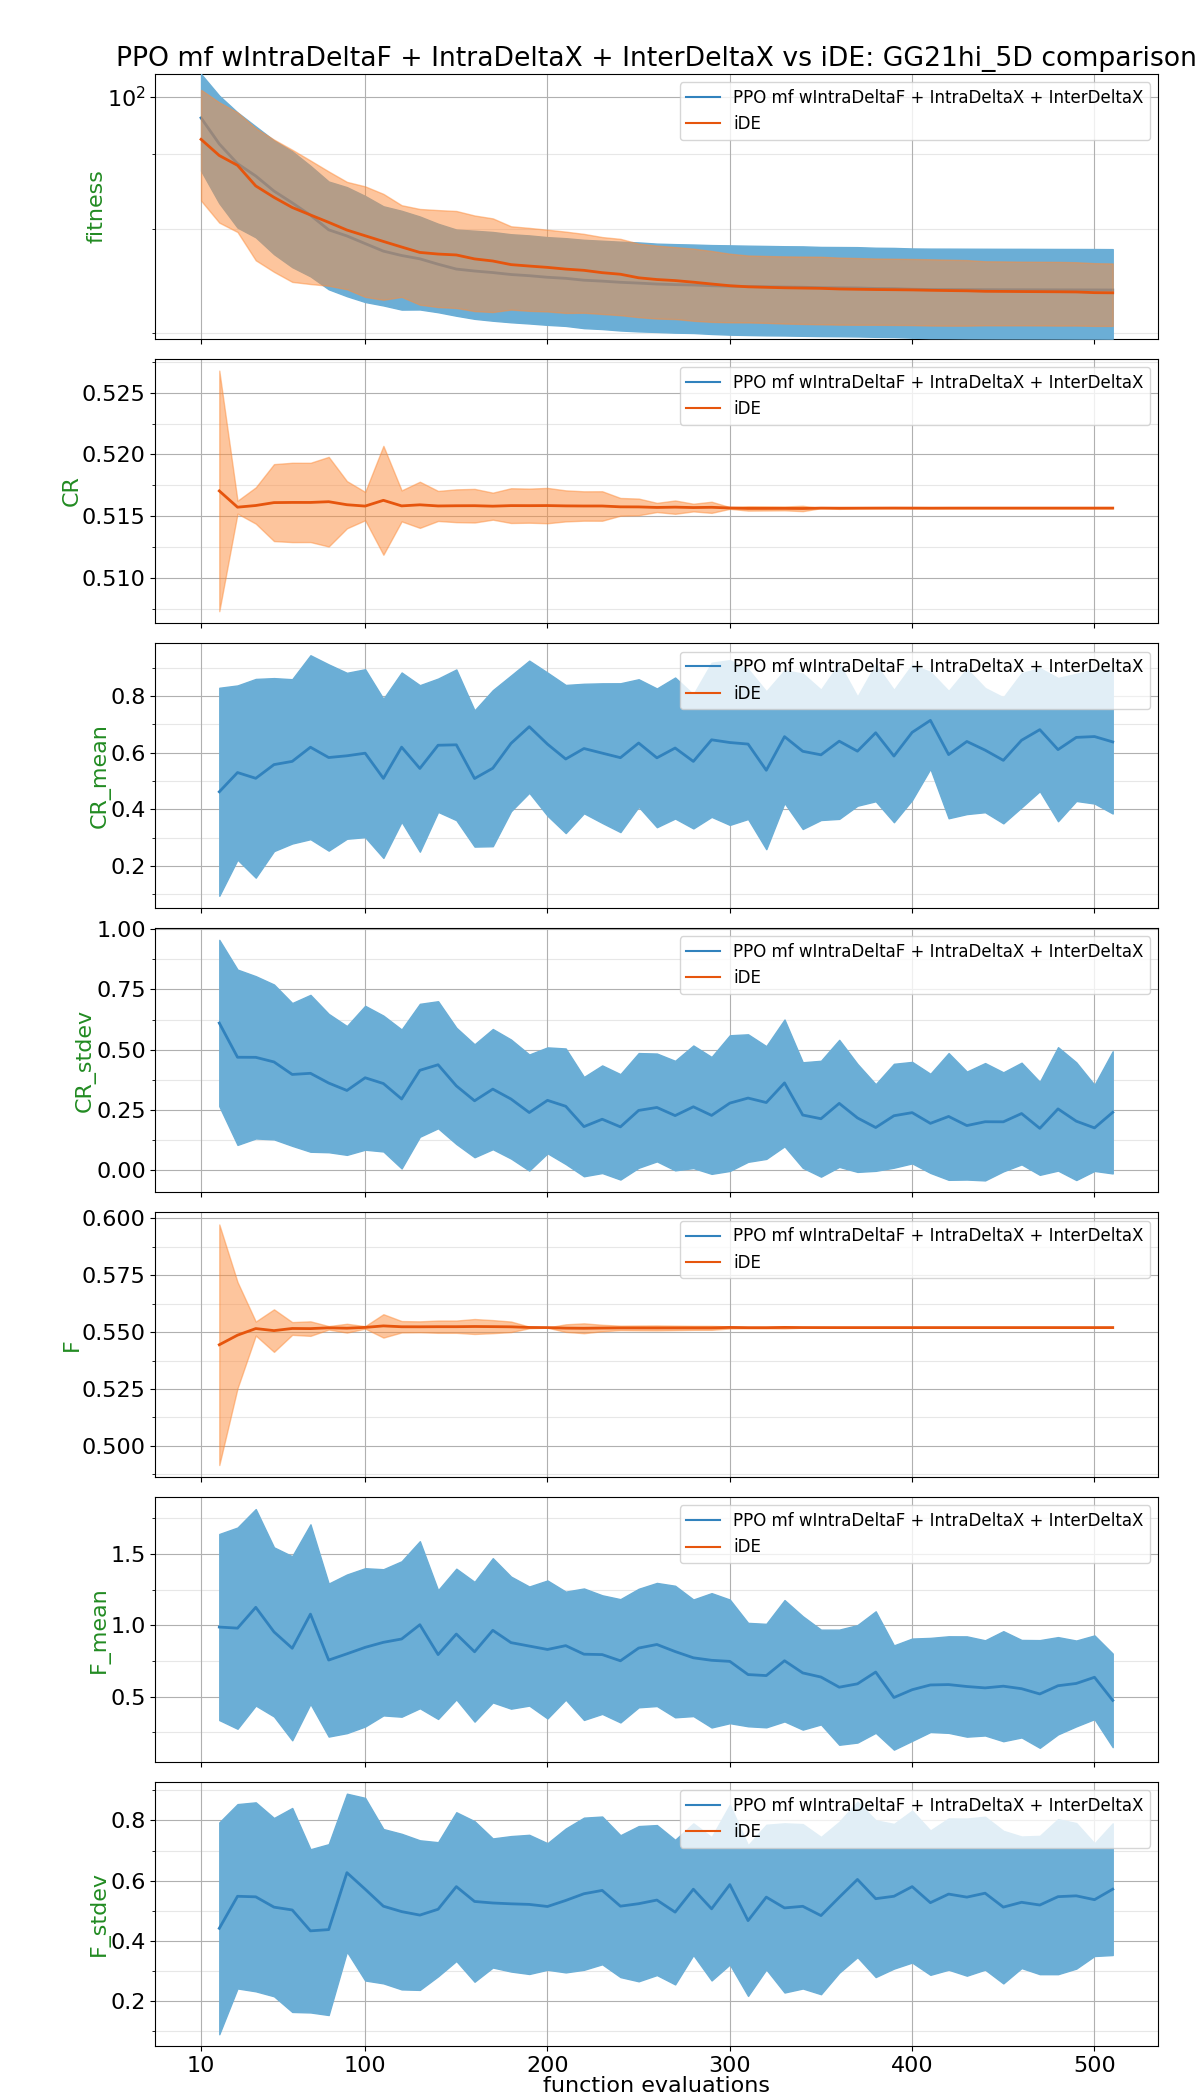 PPO mf wIntraDeltaF + IntraDeltaX + InterDeltaX vs iDE: GG21hi_5D comparison
10²
fitness
PPO mf wIntraDeltaF + IntraDeltaX + InterDeltaX
iDE
0.525
0.520
0.515
0.510
CR
PPO mf wIntraDeltaF + IntraDeltaX + InterDeltaX
iDE
0.8
0.6
0.4
0.2
CR_mean
PPO mf wIntraDeltaF + IntraDeltaX + InterDeltaX
iDE
1.00
0.75
0.50
0.25
0.00
CR_stdev
PPO mf wIntraDeltaF + IntraDeltaX + InterDeltaX
iDE
0.600
0.575
0.550
0.525
0.500
F
PPO mf wIntraDeltaF + IntraDeltaX + InterDeltaX
iDE
1.5
1.0
0.5
F_mean
PPO mf wIntraDeltaF + IntraDeltaX + InterDeltaX
iDE
0.8
0.6
0.4
0.2
F_stdev
PPO mf wIntraDeltaF + IntraDeltaX + InterDeltaX
iDE
10 100 200 300 400 500
function evaluations